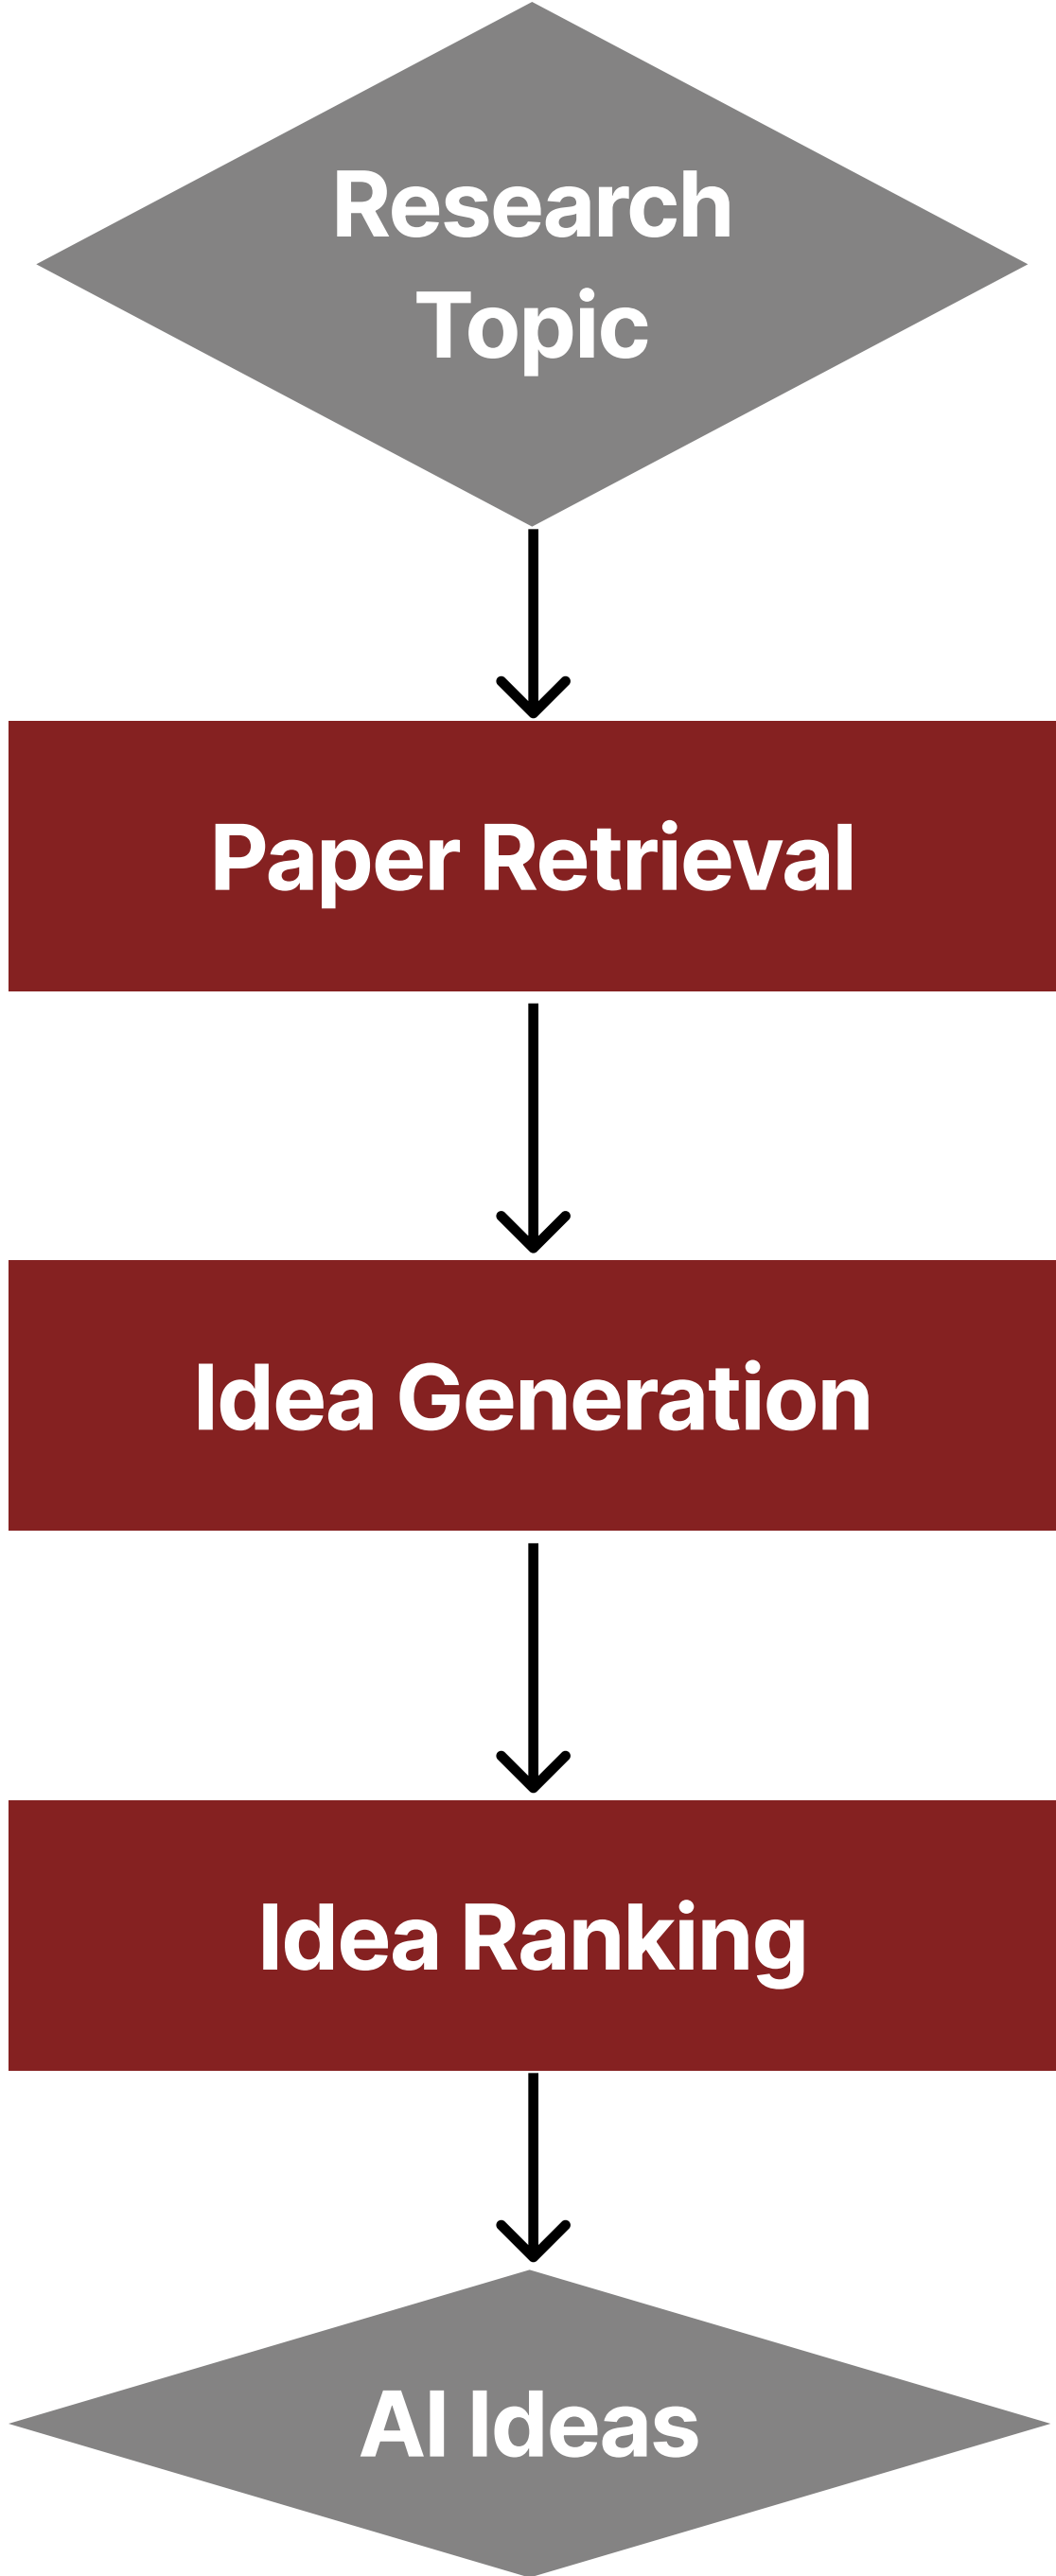 Research
Topic
Paper Retrieval
Idea Generation
Idea Ranking
AI Ideas